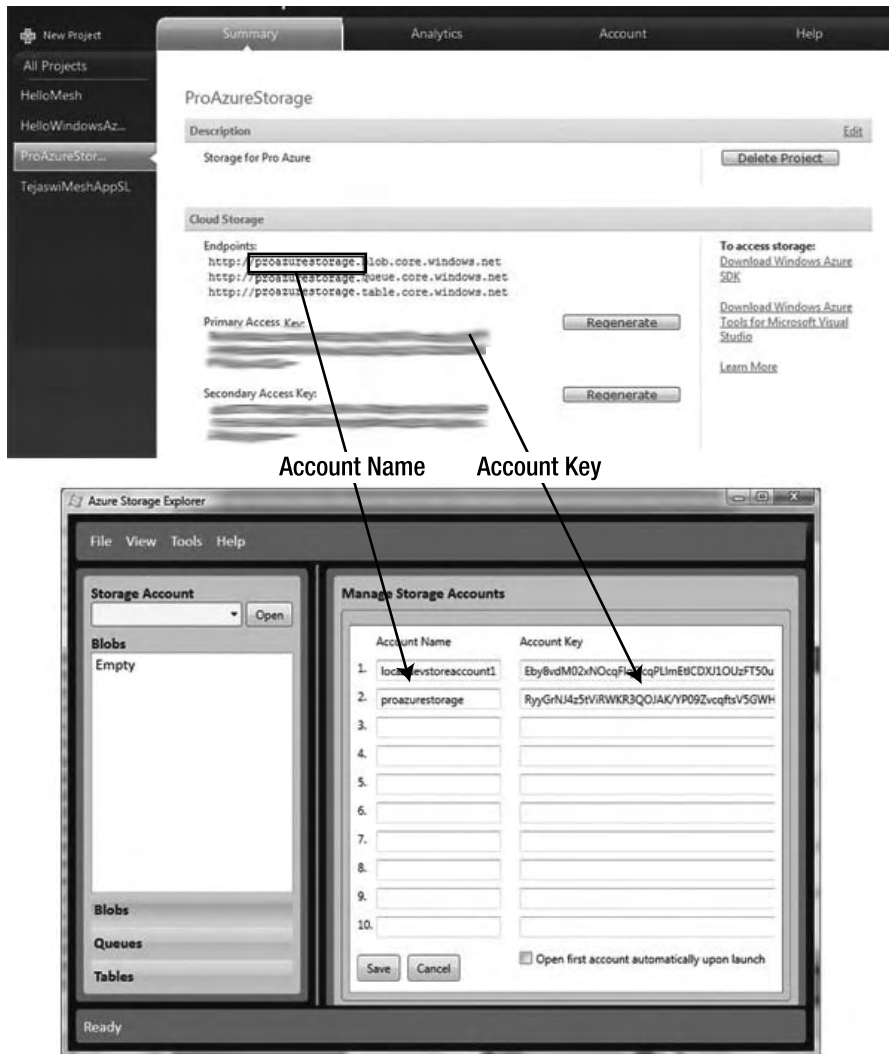 New Project
Summary
Analytics
Account
Help
All Projects
HelloMesh
HelloWindowsAz...
ProAzureStor...
TejaswiMeshAppSL
ProAzureStorage
Description
Edit
Storage for Pro Azure
Delete Project
Cloud Storage
Endpoints:
http://proazurestorage.blob.core.windows.net
http://proazurestorage.queue.core.windows.net
http://proazurestorage.table.core.windows.net
To access storage:
Download Windows Azure
SDK
Download Windows Azure
Tools for Microsoft Visual
Studio
Learn More
Primary Access Key:
Regenerate
Secondary Access Key:
Regenerate
Account Name
Account Key
Azure Storage Explorer
File View Tools Help
Storage Account
Open
Blobs
Empty
Blobs
Queues
Tables
Manage Storage Accounts
Account Name Account Key
1.
2. proazurestorage RyyGrNJ4z5tViRWKR3QOJAK/YP09ZvcqftsV5GWH
3.
4.
5.
6.
7.
8.
9.
10.
Save Cancel
Open first account automatically upon launch
Ready